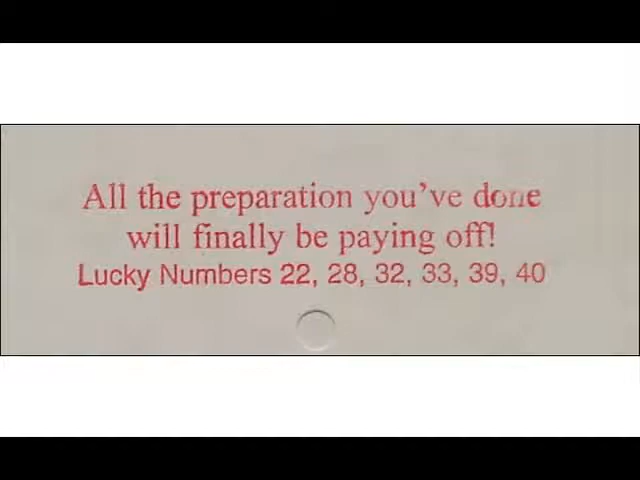 All the preparation you've done
will finally be paying off!
Lucky Numbers 22, 28, 32, 33, 39, 40